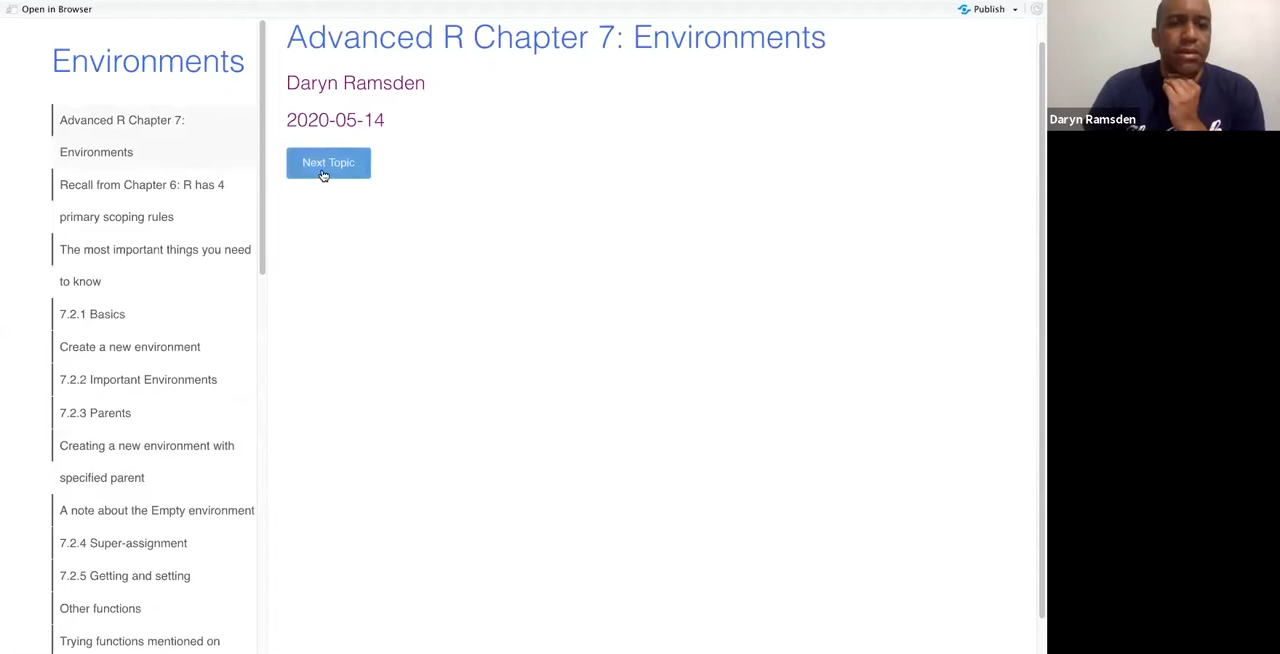 Open in Browser
Publish
Environments
Advanced R Chapter 7:
Environments
Recall from Chapter 6: R has 4
primary scoping rules
The most important things you need
to know
7.2.1 Basics
Create a new environment
7.2.2 Important Environments
7.2.3 Parents
Creating a new environment with
specified parent
A note about the Empty environment
7.2.4 Super-assignment
7.2.5 Getting and setting
Other functions
Trying functions mentioned on
Advanced R Chapter 7: Environments
Daryn Ramsden
2020-05-14
Next Topic
Daryn Ramsden